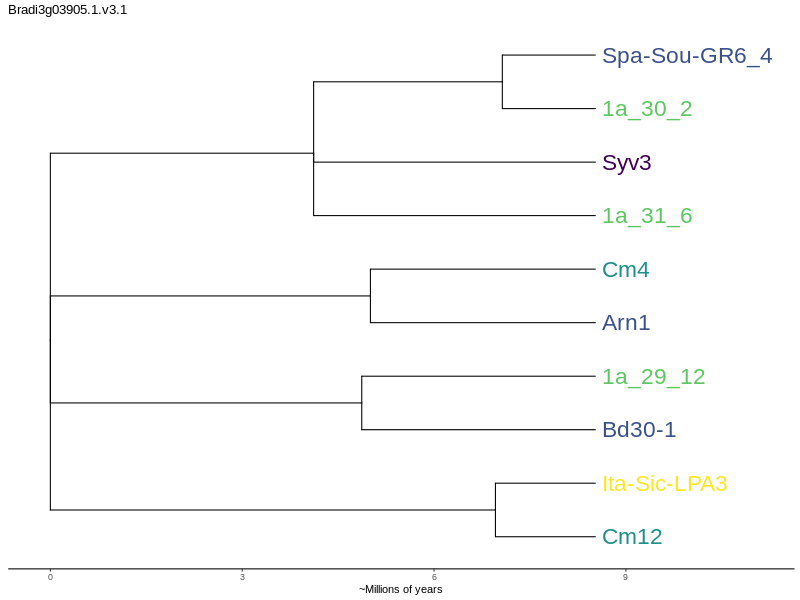 Bradi3g03905.1.v3.1
Spa-Sou-GR6_4
1a_30_2
Syv3
1a_31_6
Cm4
Arn1
1a_29_12
Bd30-1
Ita-Sic-LPA3
Cm12
0 3 6 9
~Millions of years